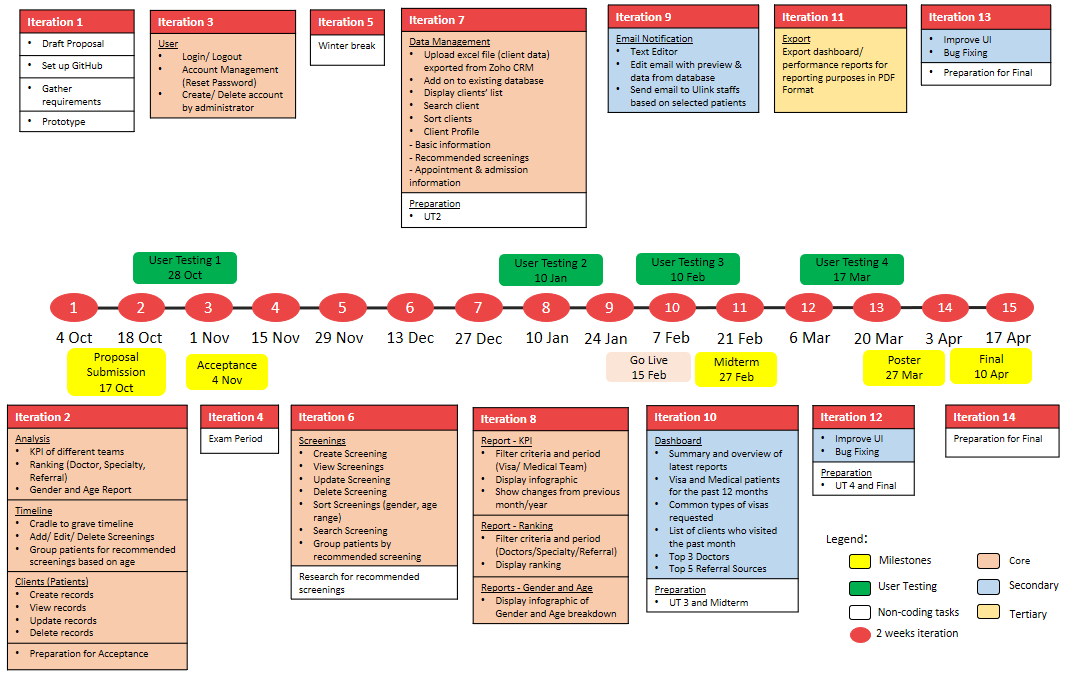 Iteration 1
• Draft Proposal
• Set up GitHub
• Gather
requirements
• Prototype
Iteration 3
User
• Login/ Logout
• Account Management
(Reset Password)
• Create/ Delete account
by administrator
Iteration 5
Winter break
Iteration 7
Data Management
• Upload excel file (client data)
exported from Zoho CRM
• Add on to existing database
• Display clients' list
• Search client
• Sort clients
• Client Profile
- Basic information
- Recommended screenings
- Appointment & admission
information
Preparation
• UT2
Iteration 9
Email Notification
• Text Editor
• Edit email with preview &
data from database
• Send email to Ulink staffs
based on selected patients
Iteration 11
Export
Export dashboard/
performance reports for
reporting purposes in PDF
Format
Iteration 13
• Improve UI
• Bug Fixing
• Preparation for Final
User Testing 1
28 Oct
User Testing 2
10 Jan
User Testing 3
10 Feb
User Testing 4
17 Mar
1 2 3 4 5 6 7 8 9 10 11 12 13 14 15
4 Oct 18 Oct 1 Nov 15 Nov 29 Nov 13 Dec 27 Dec 10 Jan 24 Jan 7 Feb 21 Feb 6 Mar 20 Mar 3 Apr 17 Apr
Proposal
Submission
17 Oct
Acceptance
4 Nov
Go Live
15 Feb
Midterm
27 Feb
Poster
27 Mar
Final
10 Apr
Iteration 2
Analysis
• KPI of different teams
• Ranking (Doctor, Specialty,
Referral)
• Gender and Age Report
Timeline
• Cradle to grave timeline
• Add/ Edit/ Delete Screenings
• Group patients for recommended
screenings based on age
Clients (Patients)
• Create records
• View records
• Update records
• Delete records
• Preparation for Acceptance
Iteration 4
Exam Period
Iteration 6
Screenings
• Create Screening
• View Screening
• Update Screening
• Delete Screening
• Sort Screenings (gender, age
range)
• Search Screening
• Group patients by
recommended screening
Research for recommended
screenings
Iteration 8
Report - KPI
• Filter criteria and period
(Visa/ Medical Team)
• Display infographic
• Show changes from previous
month/year
Report - Ranking
• Filter criteria and period
(Doctors/Specialty/Referral)
• Display ranking
Reports - Gender and Age
• Display infographic of
Gender and Age breakdown
Iteration 10
Dashboard
• Summary and overview of
latest reports
• Visa and Medical patients
for the past 12 months
• Common types of visas
requested
• List of clients who visited
the past month
• Top 3 Doctors
• Top 5 Referral Sources
Preparation
• UT 3 and Midterm
Iteration 12
• Improve UI
• Bug Fixing
Preparation
• UT 4 and Final
Iteration 14
Preparation for Final
Legend:
Milestones
Core
User Testing
Secondary
Non-coding tasks
Tertiary
2 weeks iteration